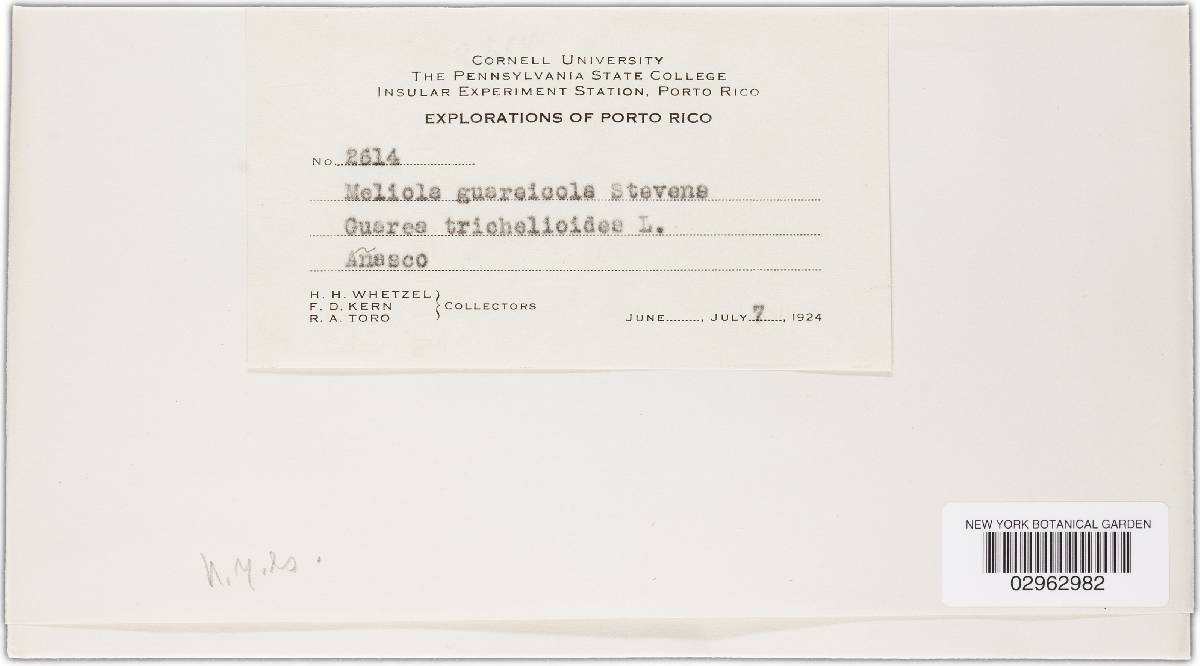 CORNELL UNIVERSITY
THE PENNSYLVANIA STATE COLLEGE
INSULAR EXPERIMENT STATION, PORTO RICO
EXPLORATIONS OF PORTO RICO
No. 2614
Meliola guareicola Stevens
Guarea trichelioides L.
Añasco
H. H. WHETZEL
F. D. KERN } COLLECTORS
R. A. TORO
JUNE........, JULY 7, 1924
NEW YORK BOTANICAL GARDEN
02962982